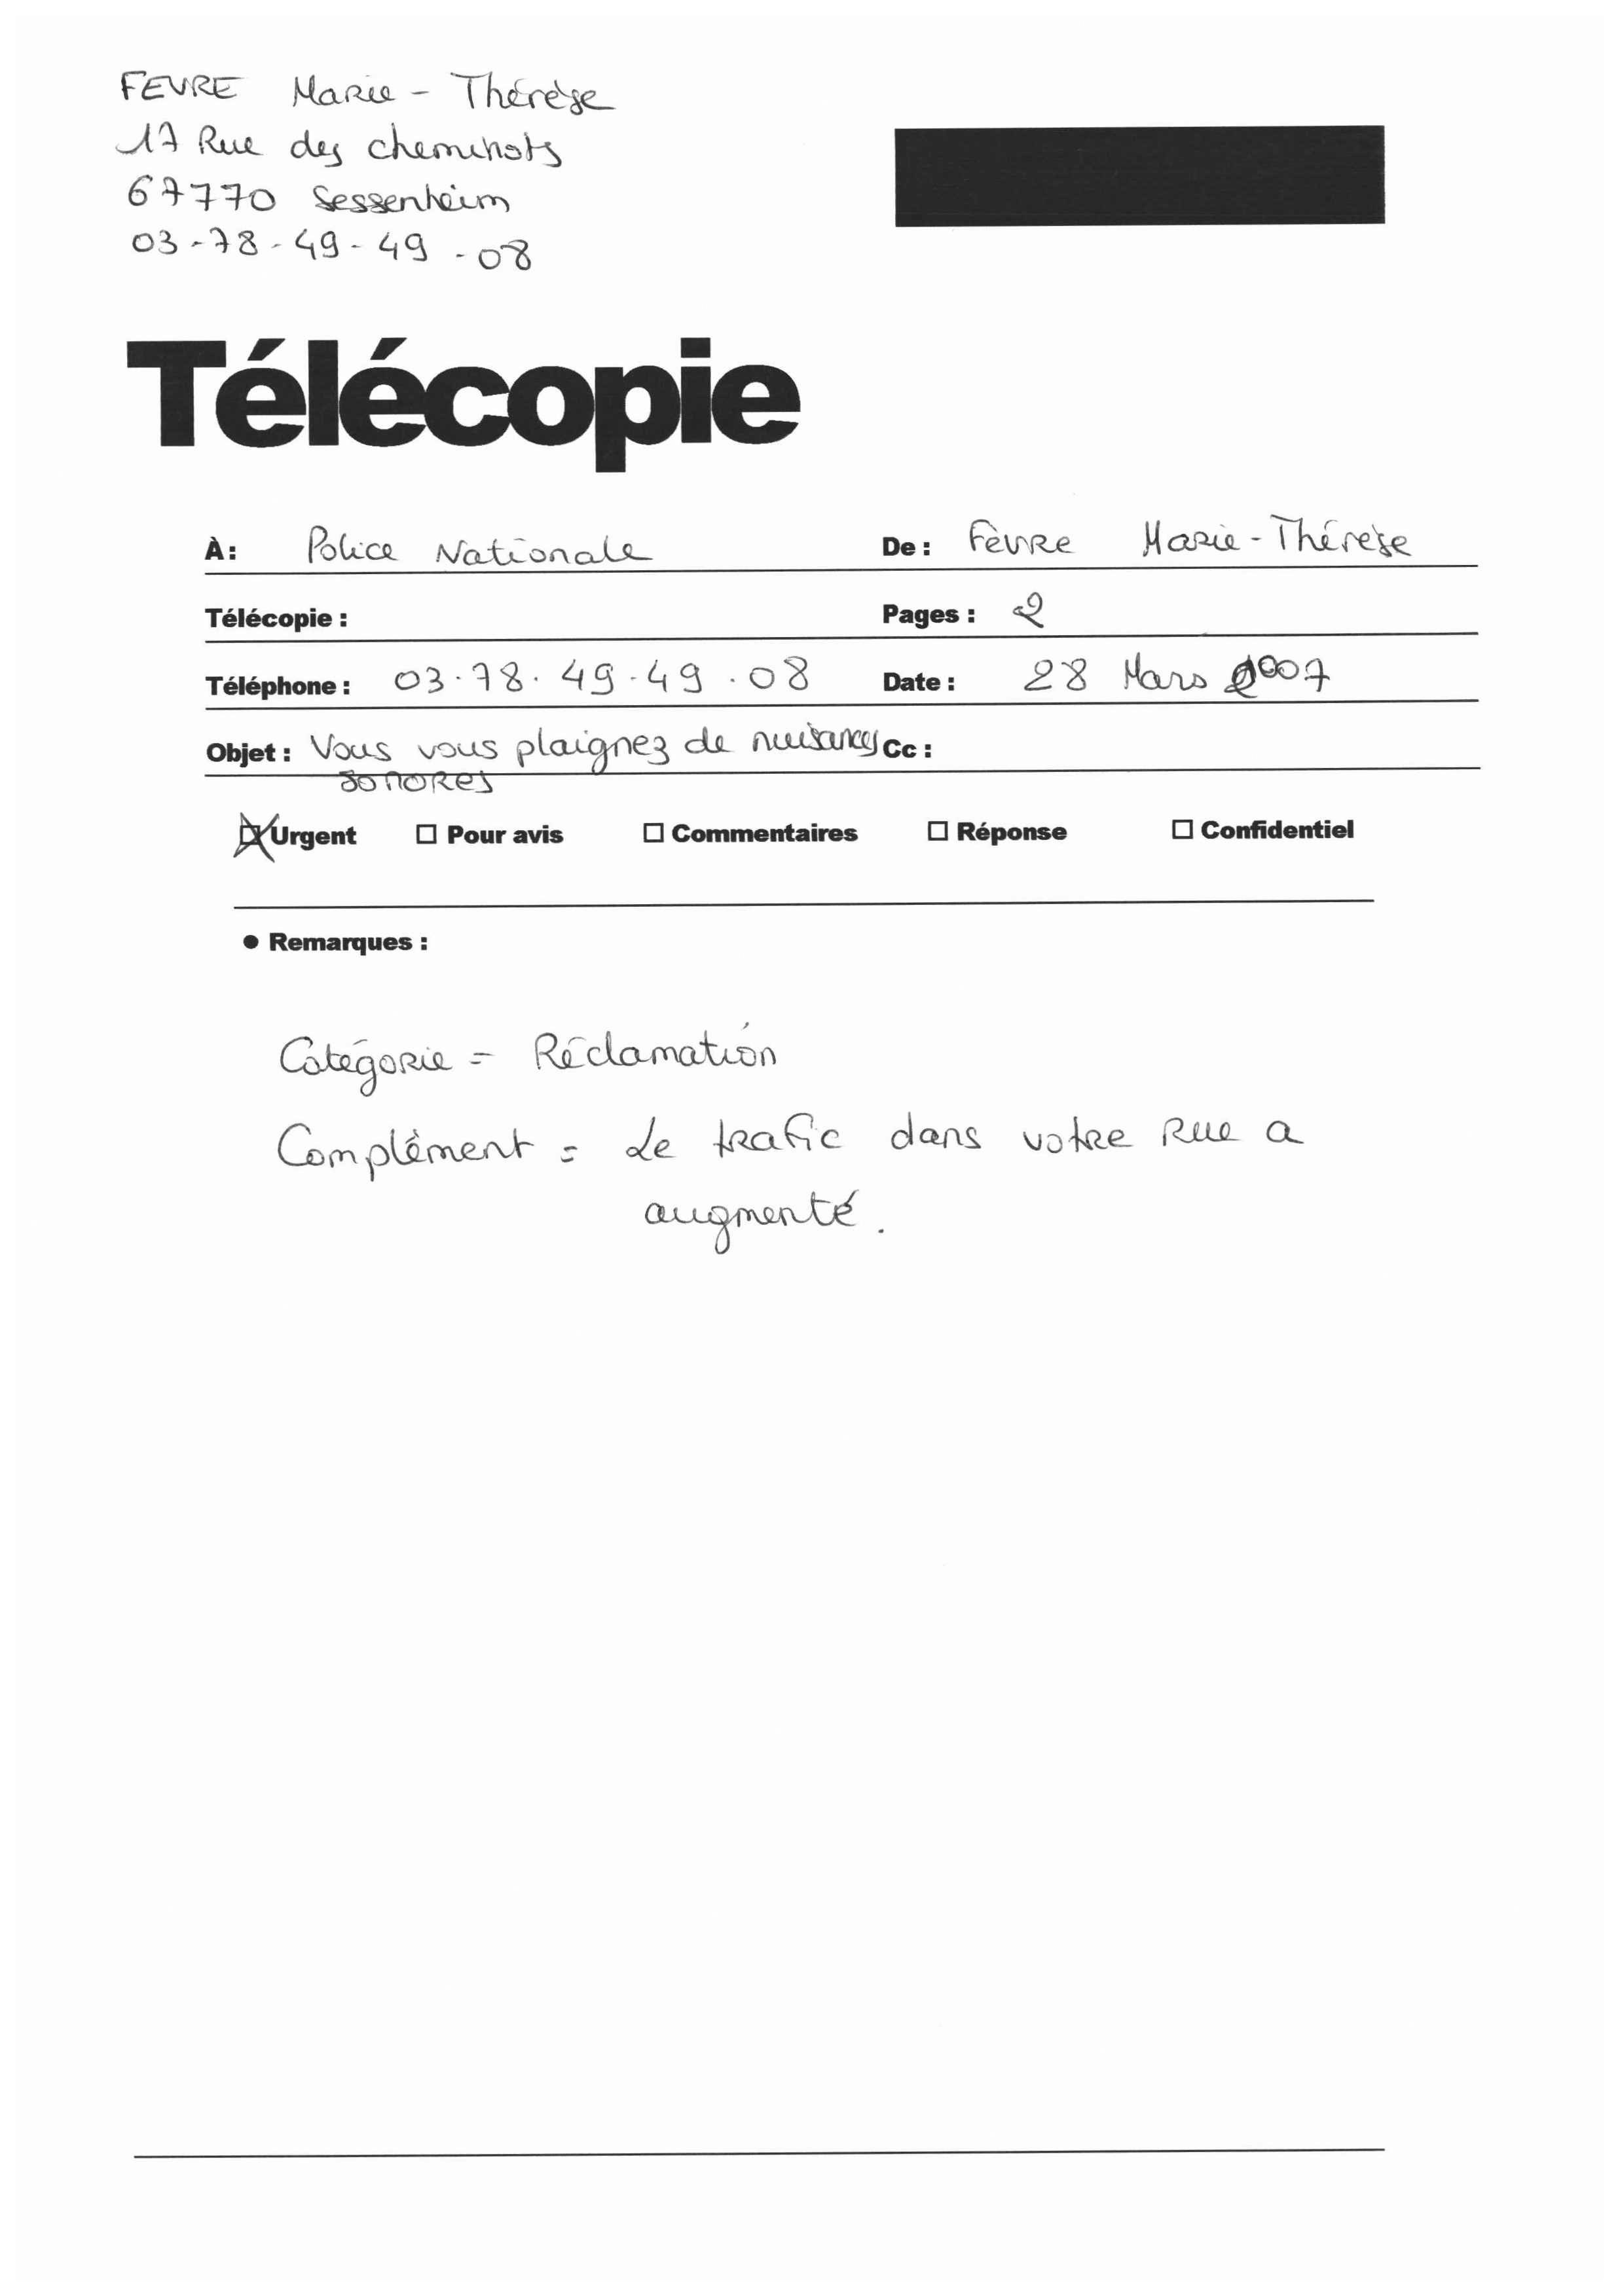 FEVRE Marie - Thérèse
17 Rue des cheminots
67770 Sessenheim
03-78-49-49-08
Télécopie
À : Police Nationale De : Fèvre Marie-Thérèse
Télécopie : Pages : 2
Téléphone : 03.78.49.49.08 Date : 28 Mars 2007
Objet : Vous vous plaignez de nuisances Cc :
sonores
☒ Urgent ☐ Pour avis ☐ Commentaires ☐ Réponse ☐ Confidentiel
● Remarques :
Catégorie = Réclamation
Complément = Le trafic dans votre Rue a
augmenté.